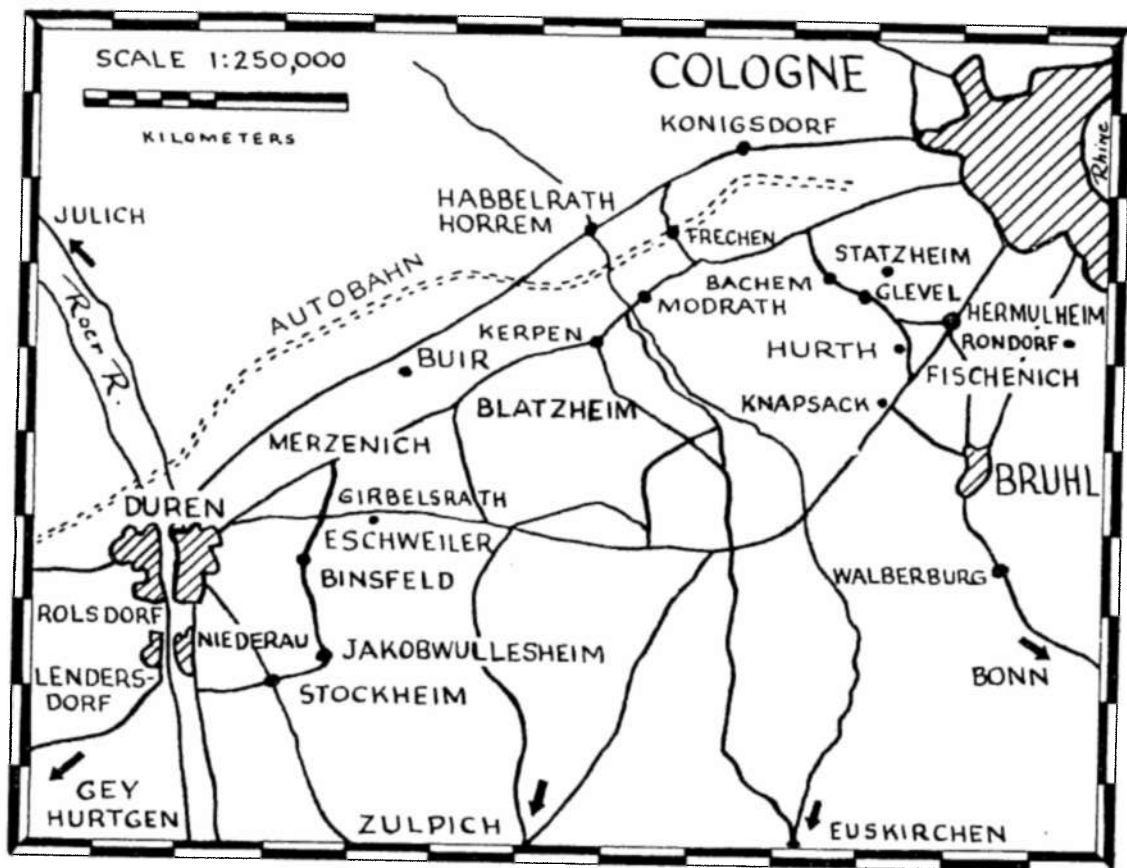 SCALE 1:250,000
KILOMETERS
COLOGNE
KONIGSDORF
Rhine
HABBELRATH
HORREM
JULICH
FRECHEN
STATZHEIM
AUTOBAHN
BACHEM
GLEVEL
MODRATH
Roer R.
HERMULHEIM
KERPEN
RONDORF
BUIR
HURTH
FISCHENICH
BLATZHEIM
KNAPSACK
MERZENICH
BRUHL
GIRBELSRATH
DUREN
ESCHWEILER
BINSFELD
WALBERBURG
ROLSDORF
NIEDERAU
JAKOBWULLESHEIM
LENDERS-
DORF
STOCKHEIM
BONN
GEY
HURTGEN
ZULPICH
EUSKIRCHEN